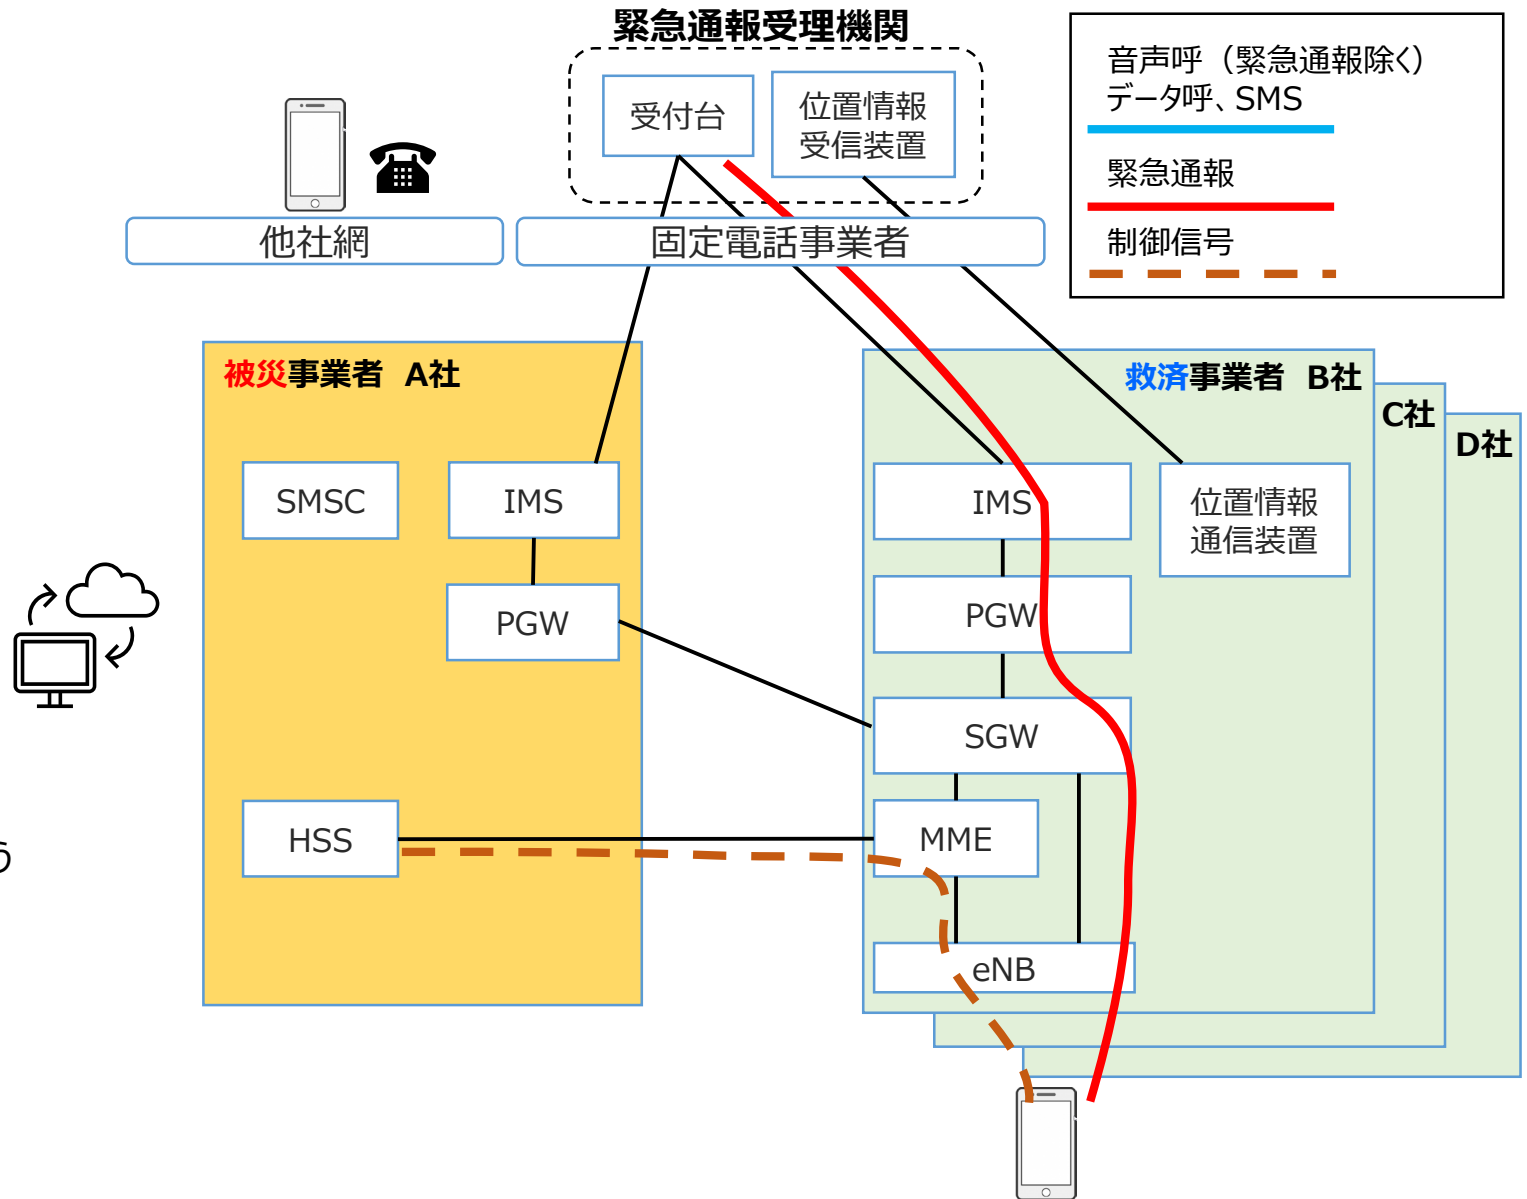 緊急通報受理機関
受付台
位置情報
受信装置
音声呼（緊急通報除く）
データ呼、SMS
緊急通報
制御信号
他社網
固定電話事業者
被災事業者 A社
SMSC
IMS
PGW
HSS
救済事業者 B社
C社
D社
IMS
位置情報
通信装置
PGW
SGW
MME
eNB
う